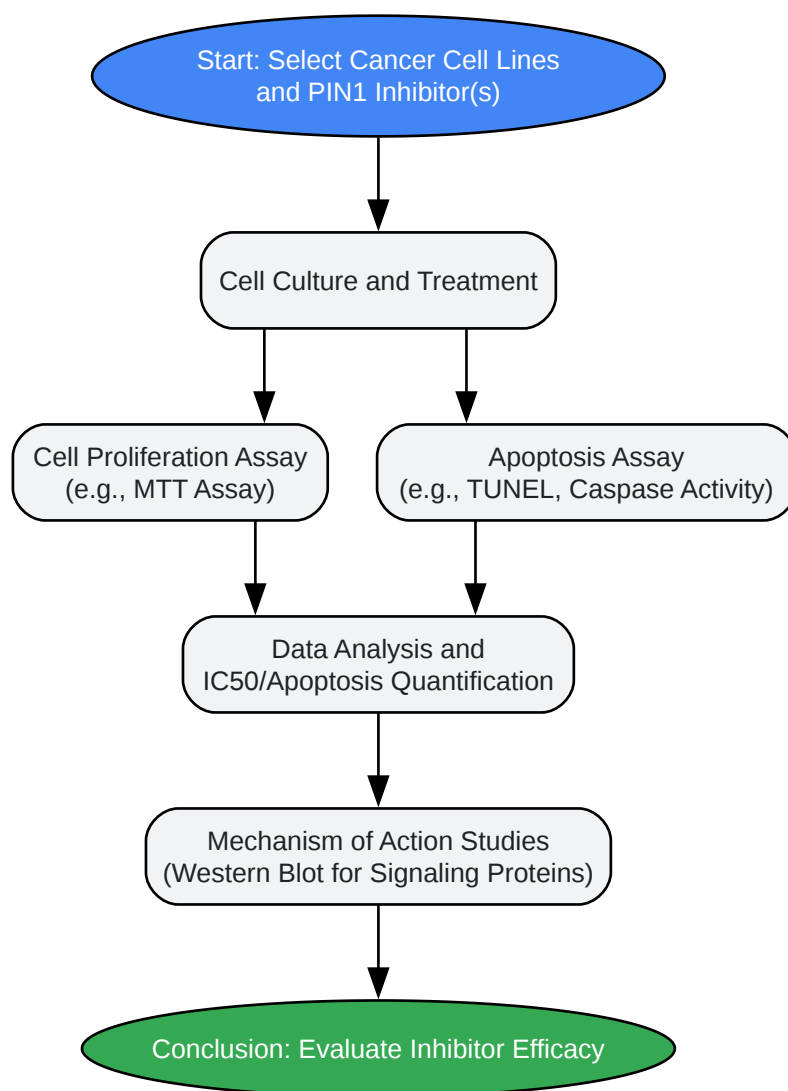 Start: Select Cancer Cell Lines
and PIN1 Inhibitor(s)
Cell Culture and Treatment
Cell Proliferation Assay
(e.g., MTT Assay)
Apoptosis Assay
(e.g., TUNEL, Caspase Activity)
Data Analysis and
IC50/Apoptosis Quantification
Mechanism of Action Studies
(Western Blot for Signaling Proteins)
Conclusion: Evaluate Inhibitor Efficacy